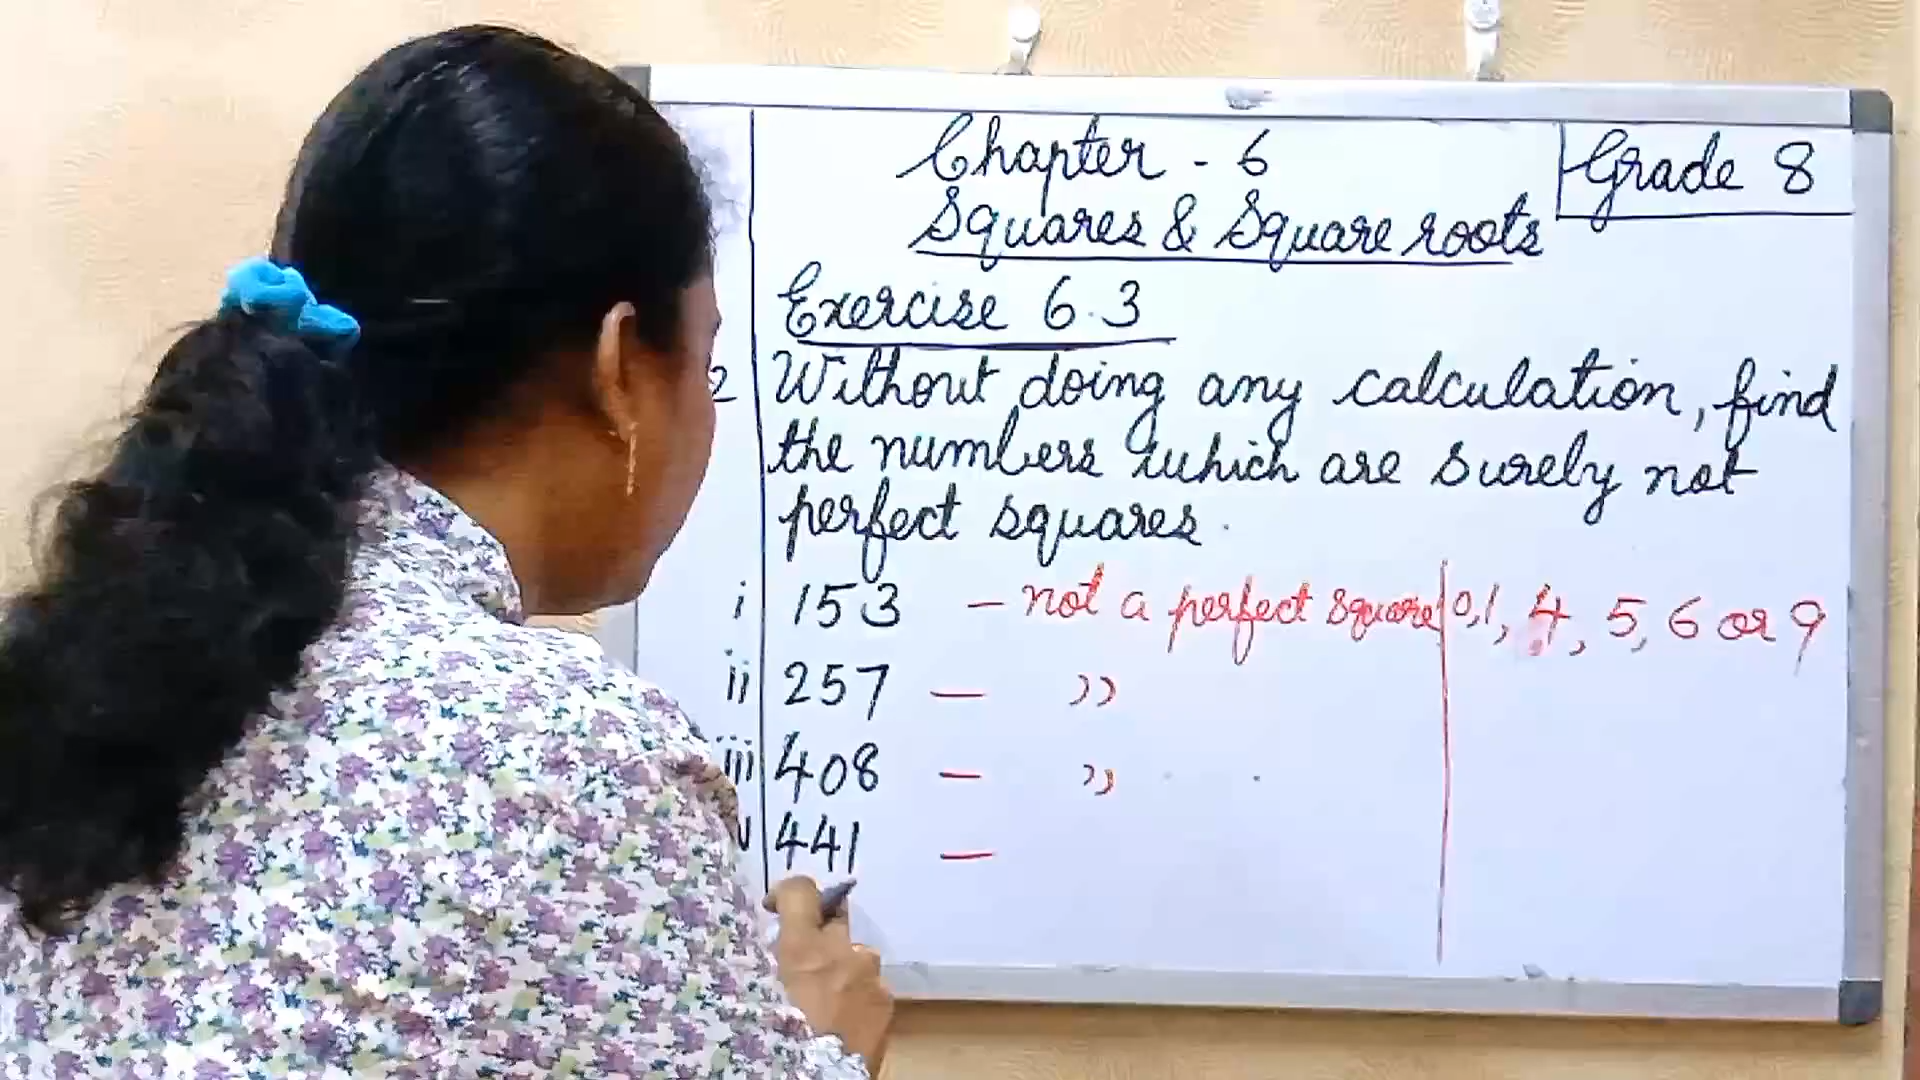 Chapter - 6
Grade 8
Squares & Square roots
Exercise 6.3
2 Without doing any calculation, find
the numbers which are surely not
perfect squares.
i 153 - not a perfect square 0,1, 4, 5, 6 or 9
ii 257 - ››
iii 408 - ››
441 -